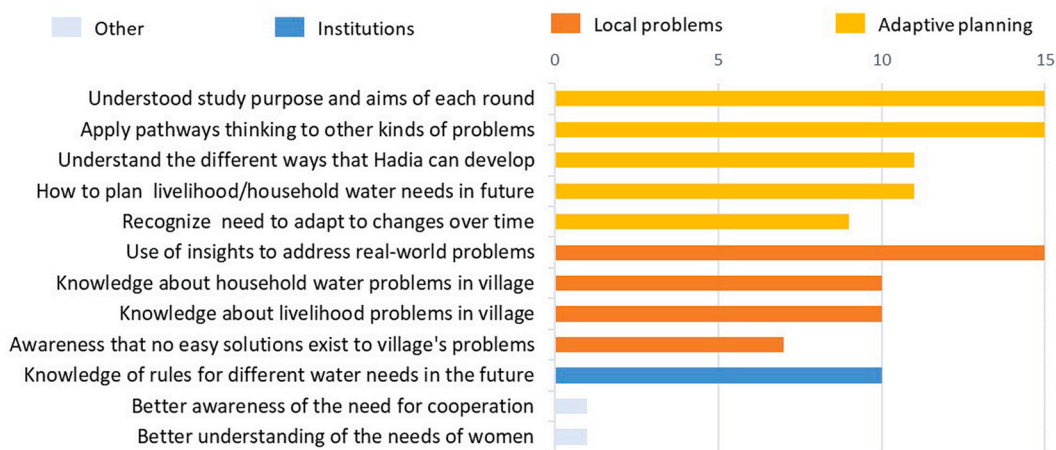 Other Institutions Local problems Adaptive planning
0 5 10 15
Understood study purpose and aims of each round
Apply pathways thinking to other kinds of problems
Understand the different ways that Hadia can develop
How to plan livelihood/household water needs in future
Recognize need to adapt to changes over time
Use of insights to address real-world problems
Knowledge about household water problems in village
Knowledge about livelihood problems in village
Awareness that no easy solutions exist to village's problems
Knowledge of rules for different water needs in the future
Better awareness of the need for cooperation
Better understanding of the needs of women